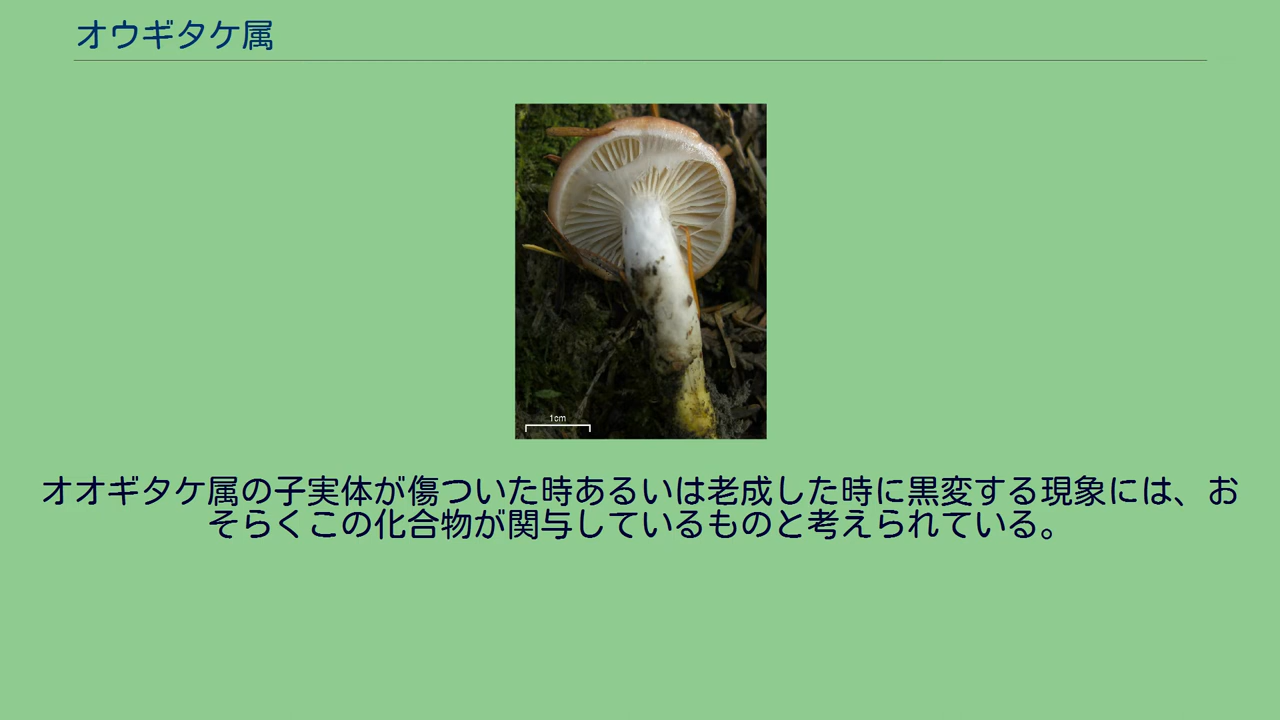 オウギタケ属
1cm
オオギタケ属の子実体が傷ついた時あるいは老成した時に黒変する現象には、お
そらくこの化合物が関与しているものと考えられている。